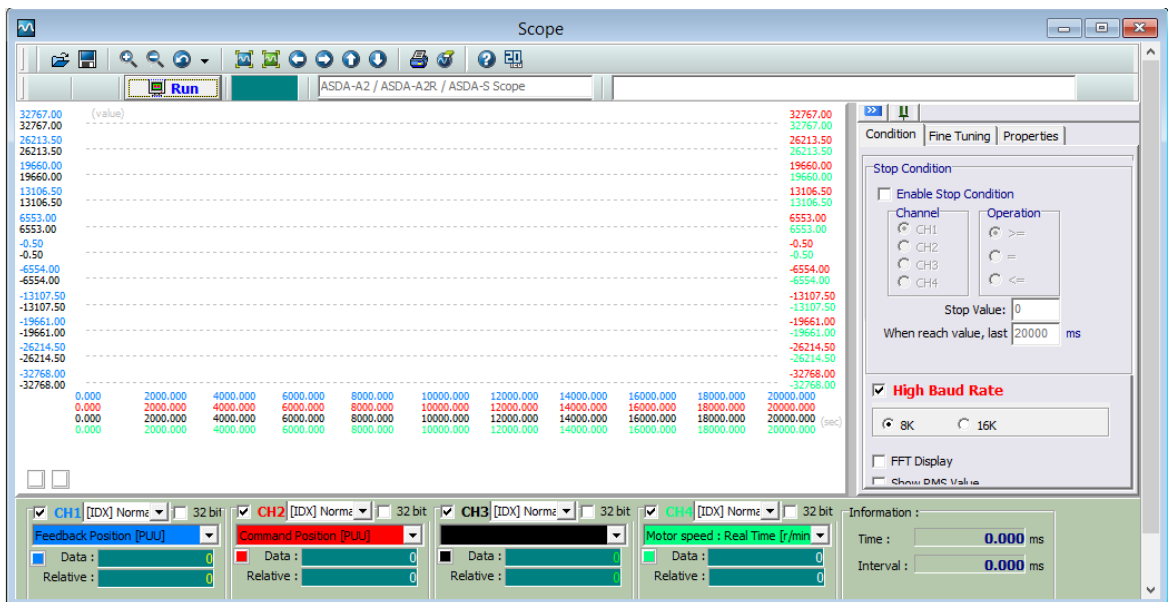 Scope
Run
ASDA-A2 / ASDA-A2R / ASDA-S Scope
(value)
32767.00 32767.00
32767.00 32767.00
26213.50 26213.50
26213.50 26213.50
19660.00 19660.00
19660.00 19660.00
13106.50 13106.50
13106.50 13106.50
6553.00 6553.00
6553.00 6553.00
-0.50 -0.50
-0.50 -0.50
-6554.00 -6554.00
-6554.00 -6554.00
-13107.50 -13107.50
-13107.50 -13107.50
-19661.00 -19661.00
-19661.00 -19661.00
-26214.50 -26214.50
-26214.50 -26214.50
-32768.00 -32768.00
-32768.00 -32768.00
0.000 2000.000 4000.000 6000.000 8000.000 10000.000 12000.000 14000.000 16000.000 18000.000 20000.000
0.000 2000.000 4000.000 6000.000 8000.000 10000.000 12000.000 14000.000 16000.000 18000.000 20000.000
0.000 2000.000 4000.000 6000.000 8000.000 10000.000 12000.000 14000.000 16000.000 18000.000 20000.000 (sec)
0.000 2000.000 4000.000 6000.000 8000.000 10000.000 12000.000 14000.000 16000.000 18000.000 20000.000
Condition Fine Tuning Properties
Stop Condition
Enable Stop Condition
Channel Operation
CH1 >=
CH2
CH3 =
CH4 <=
Stop Value: 0
When reach value, last 20000 ms
High Baud Rate
8K 16K
FFT Display
Show RMS Value
CH1 [IDX] Norma 32 bit CH2 [IDX] Norma 32 bit CH3 [IDX] Norma 32 bit CH4 [IDX] Norma 32 bit Information :
Feedback Position [PUU] Command Position [PUU] Motor speed : Real Time [r/min Time : 0.000 ms
Data : 0 Data : 0 Data : 0 Data : 0
Relative : 0 Relative : 0 Relative : 0 Relative : 0 Interval : 0.000 ms